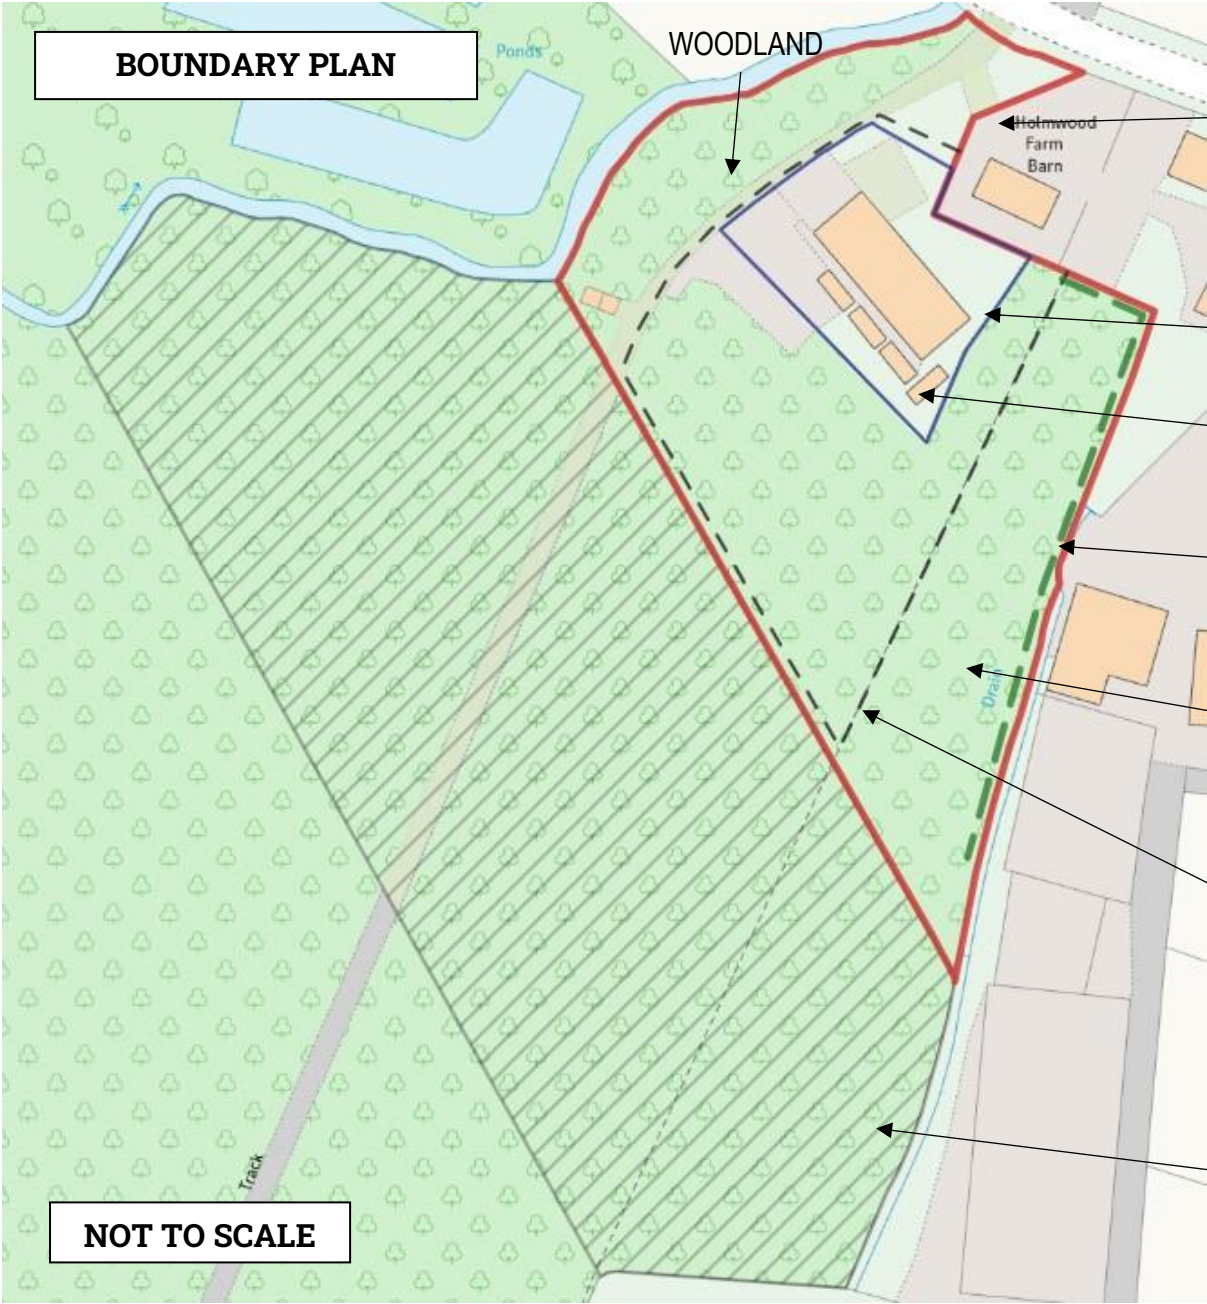 BOUNDARY PLAN
Ponds
WOODLAND
Holmwood
Farm
Barn
Drain
Track
NOT TO SCALE